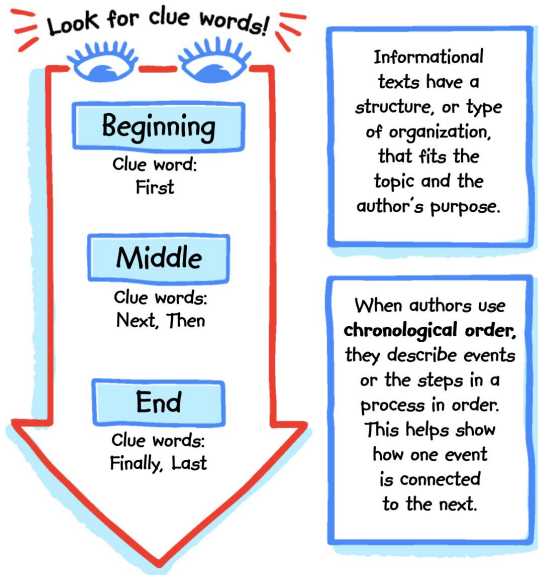 Look for clue words!
Beginning
Clue word:
First
Middle
Clue words:
Next, Then
End
Clue words:
Finally, Last
Informational
texts have a
structure, or type
of organization,
that fits the
topic and the
author's purpose.
When authors use
chronological order,
they describe events
or the steps in a
process in order.
This helps show
how one event
is connected
to the next.